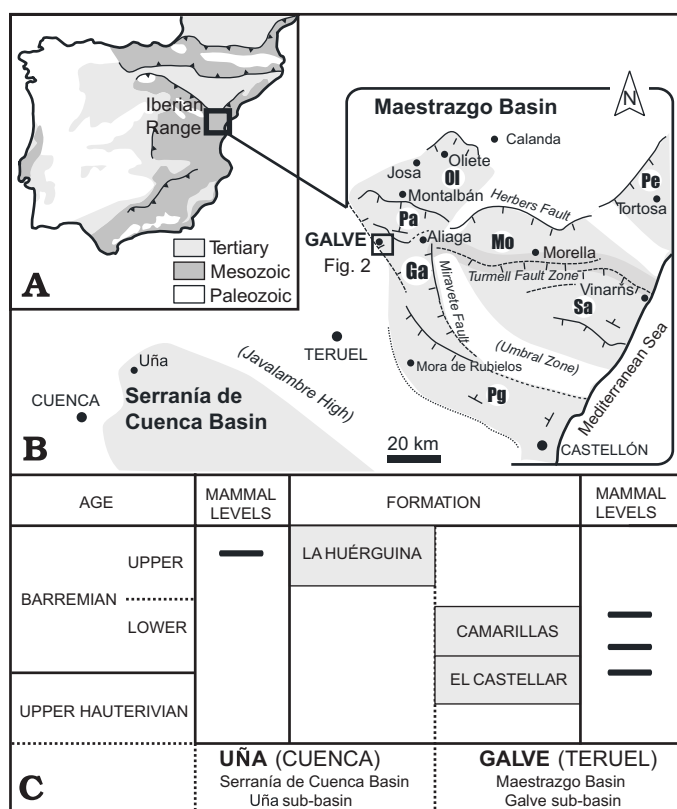 Iberian
Range
Tertiary
Mesozoic
Paleozoic
A
Maestrazgo Basin
N
Calanda
Oliete
Josa
Ol
Montalbán
Pe
Tortosa
Herbers Fault
Pa
GALVE
Fig. 2
Aliaga
Mo
Morella
Ga
Miravete Fault
Turmell Fault Zone
Vinarns
Sa
TERUEL
(Umbral Zone)
Mora de Rubielos
Mediterranean Sea
Uña
(Javalambre High)
CUENCA
Serranía de
Cuenca Basin
Pg
20 km
CASTELLÓN
B
AGE
MAMMAL
LEVELS
FORMATION
MAMMAL
LEVELS
UPPER
LA HUÉRGUINA
BARREMIAN
LOWER
CAMARILLAS
EL CASTELLAR
UPPER HAUTERIVIAN
C
UÑA (CUENCA)
Serranía de Cuenca Basin
Uña sub-basin
GALVE (TERUEL)
Maestrazgo Basin
Galve sub-basin